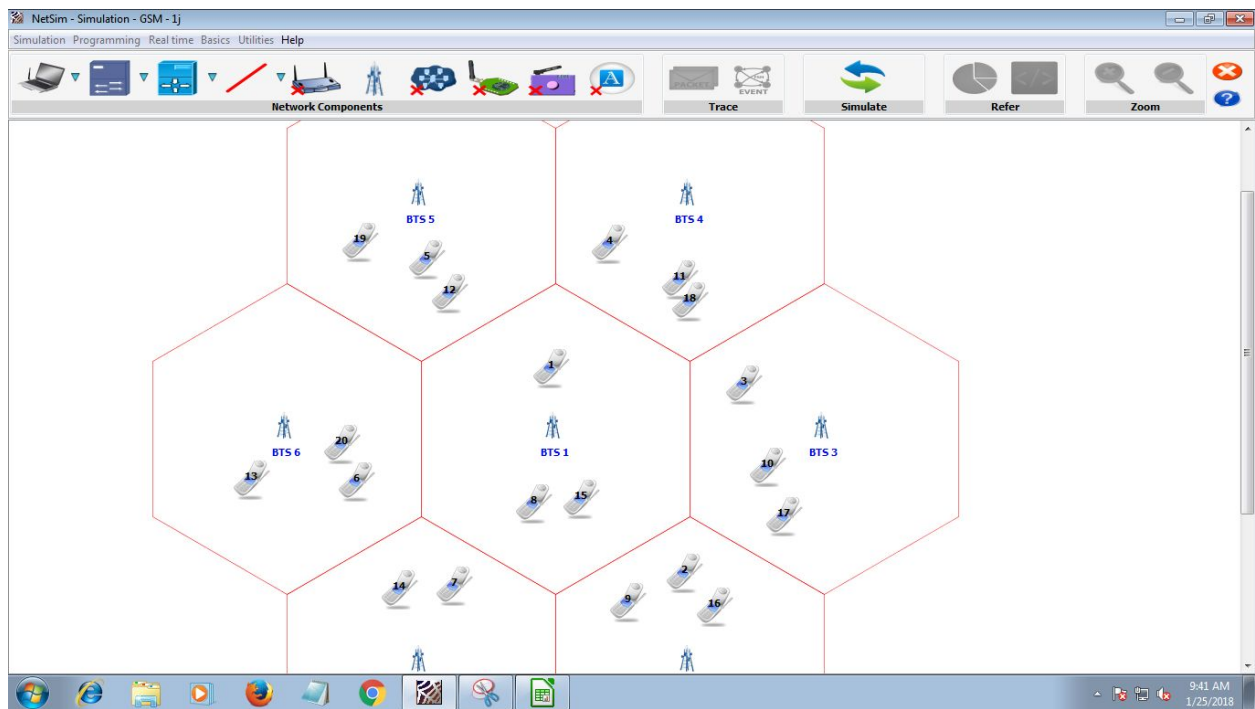 NetSim - Simulation - GSM - 1j
Simulation Programming Real time Basics Utilities Help
A
PACKET
EVENT
</>
Network Components Trace Simulate Refer Zoom
?
BTS 5 BTS 4
19
4
5
11
12
18
1
3
BTS 6 BTS 1 BTS 3
20
10
13
6
8 15
17
14 7
2
9 16
9:41 AM
1/25/2018